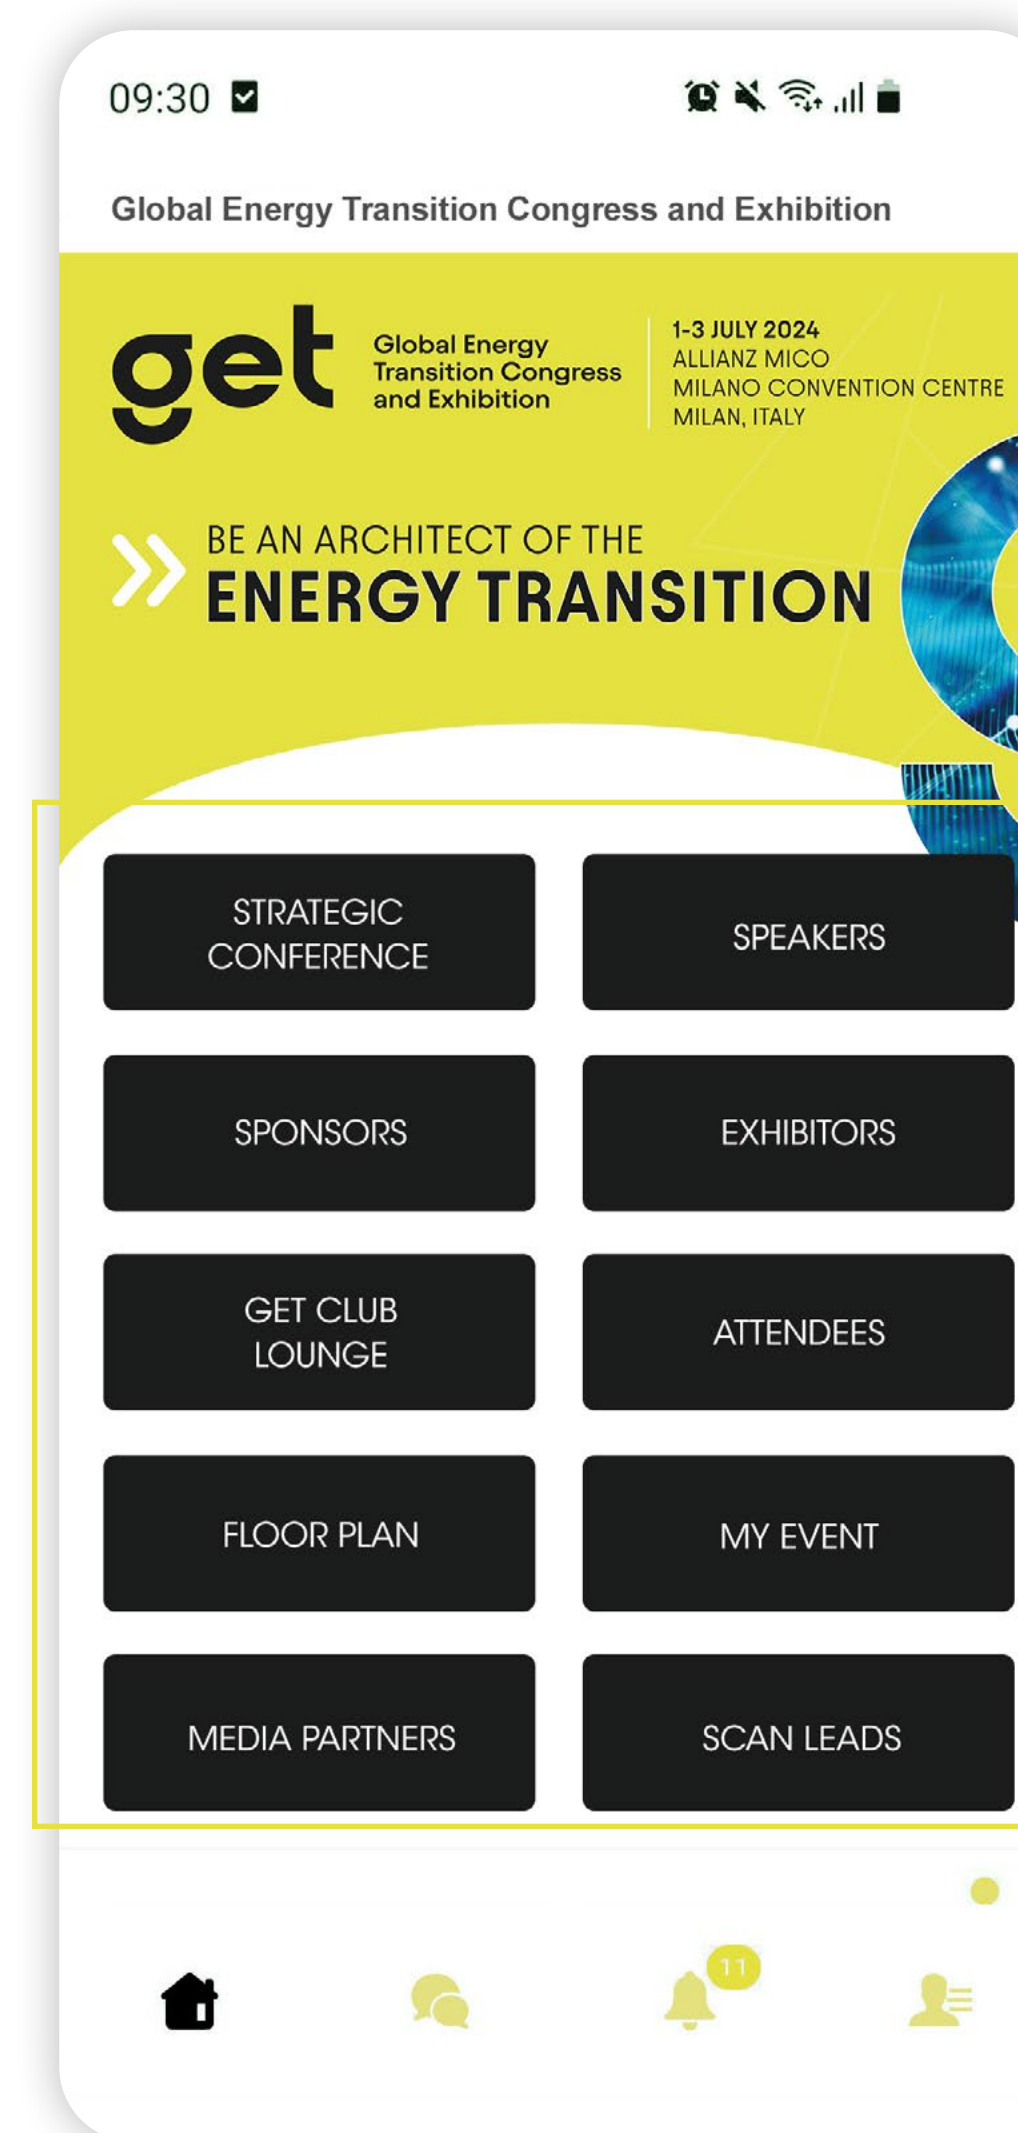 09:30
Global Energy Transition Congress and Exhibition
get
Global Energy
Transition Congress
and Exhibition
1-3 JULY 2024
ALLIANZ MICO
MILANO CONVENTION CENTRE
MILAN, ITALY
BE AN ARCHITECT OF THE
ENERGY TRANSITION
STRATEGIC
CONFERENCE
SPEAKERS
SPONSORS
EXHIBITORS
GET CLUB
LOUNGE
ATTENDEES
FLOOR PLAN
MY EVENT
MEDIA PARTNERS
SCAN LEADS
11